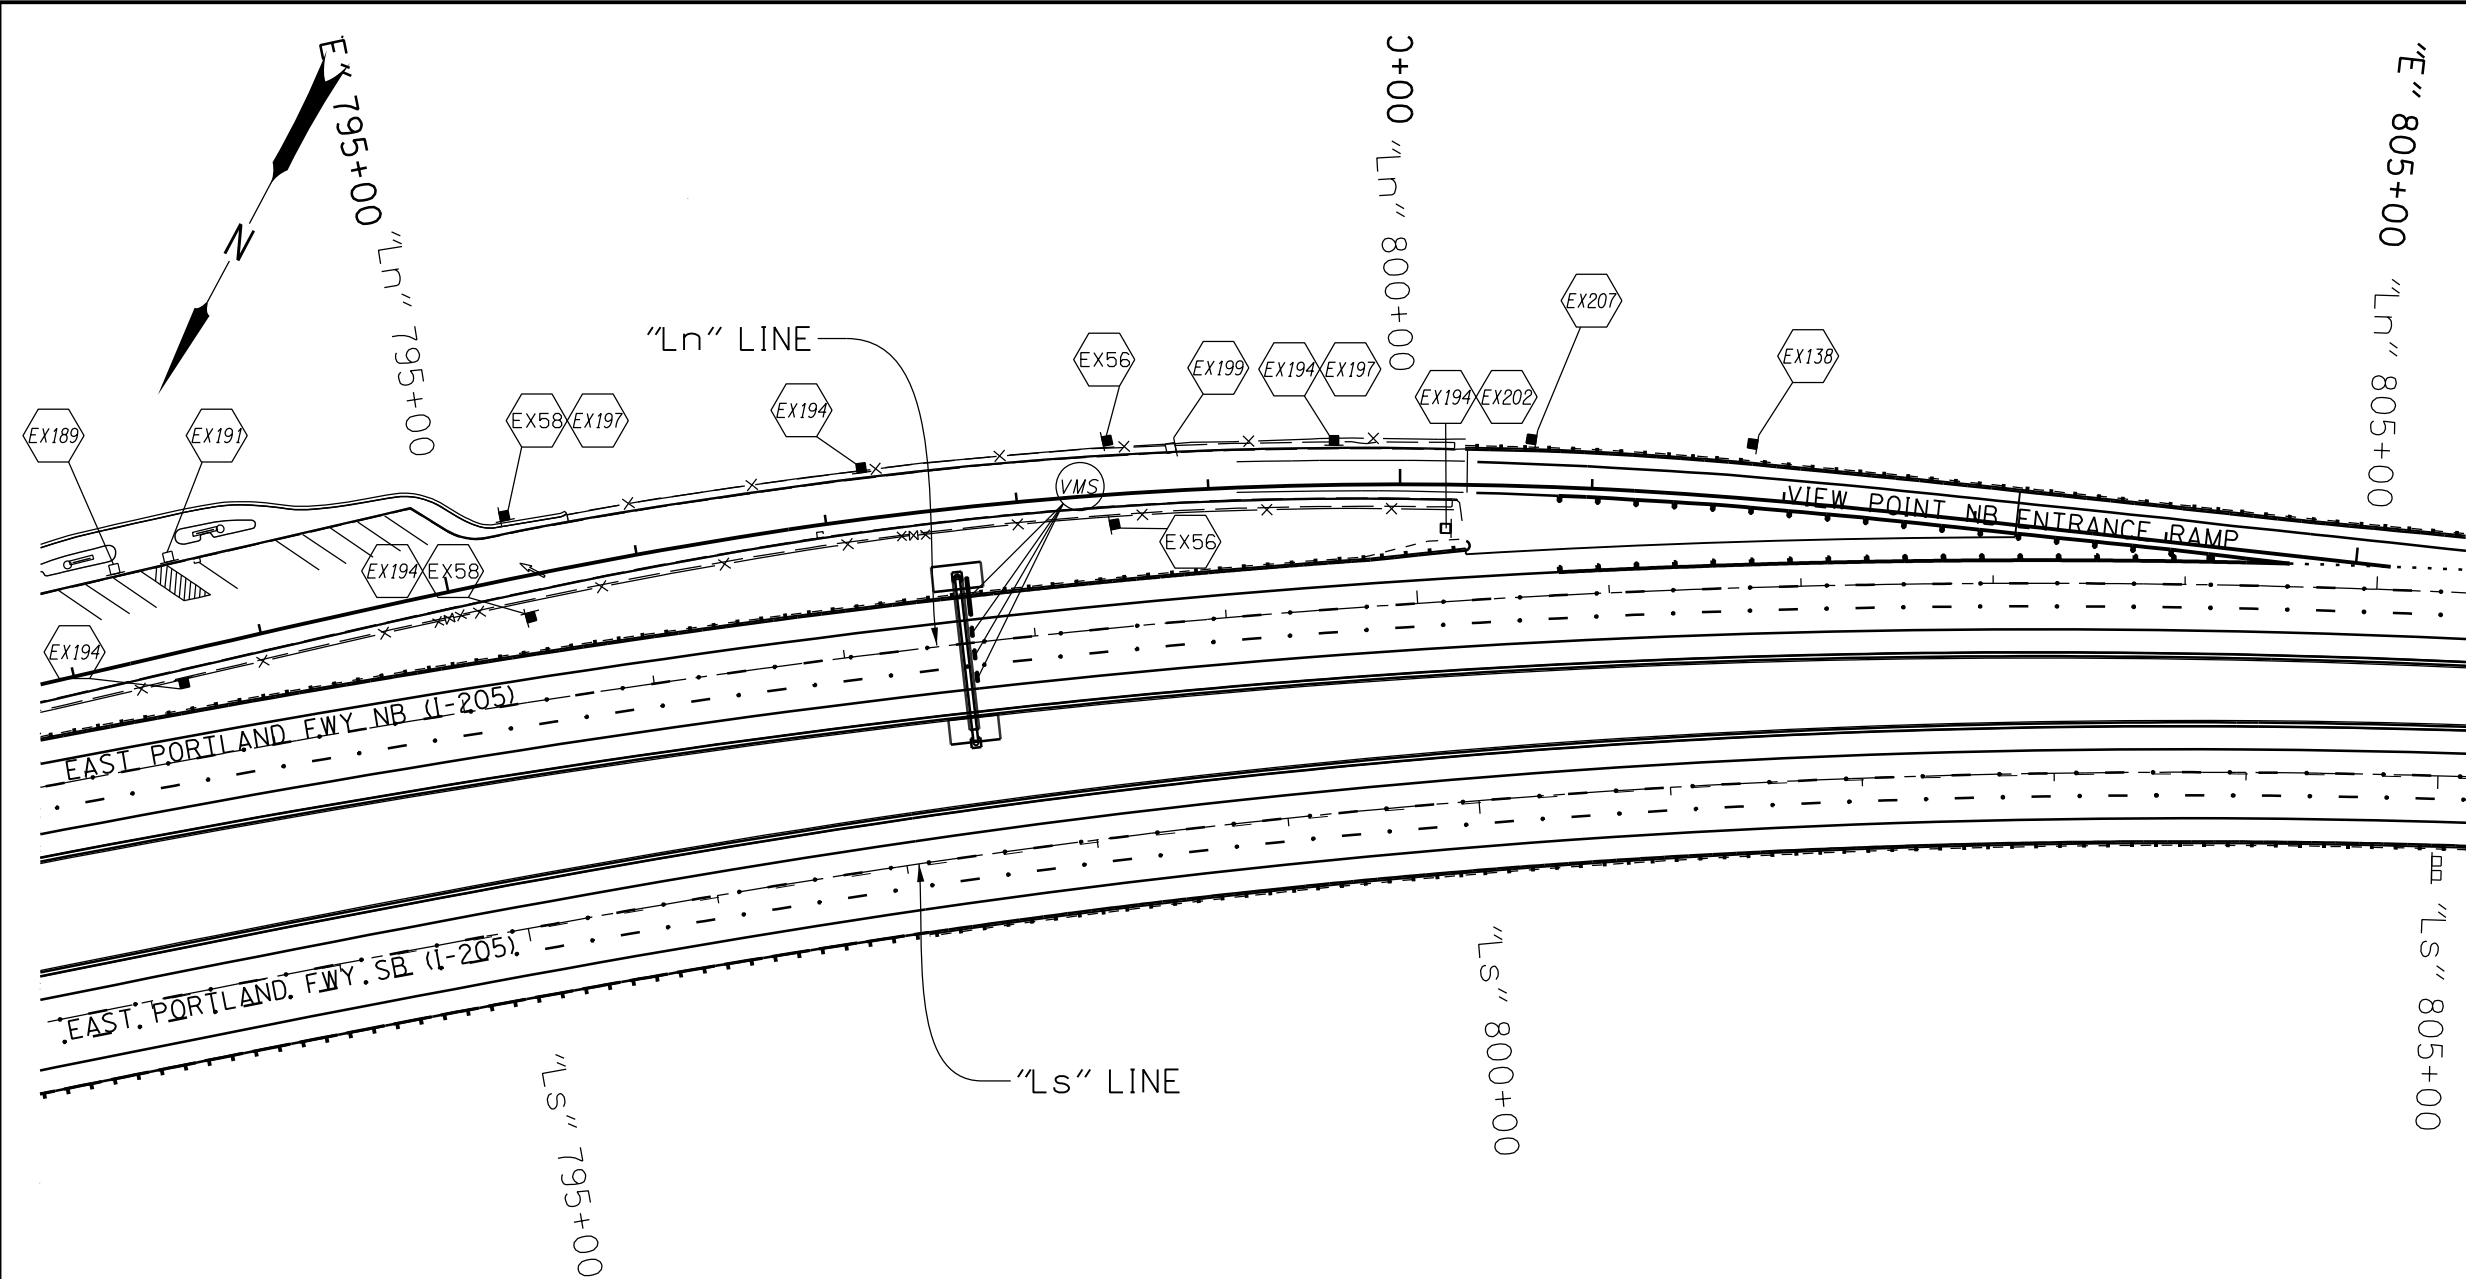 E" 795+00
"Ln" 795+00
N
Ɔ+00
"Ln" 800+00
"E" 805+00
"Ln" 805+00
"Ln" LINE
EX207
EX138
EX56
EX199
EX194 EX197
EX194 EX202
EX189
EX191
EX58 EX197
EX194
VMS
EX56
EX194 EX58
EX194
VIEW POINT NB ENTRANCE RAMP
EAST PORTLAND FWY NB (I-205)
EAST PORTLAND FWY SB (I-205)
"Ls" LINE
"Ls" 795+00
"Ls" 800+00
"Ls" 805+00